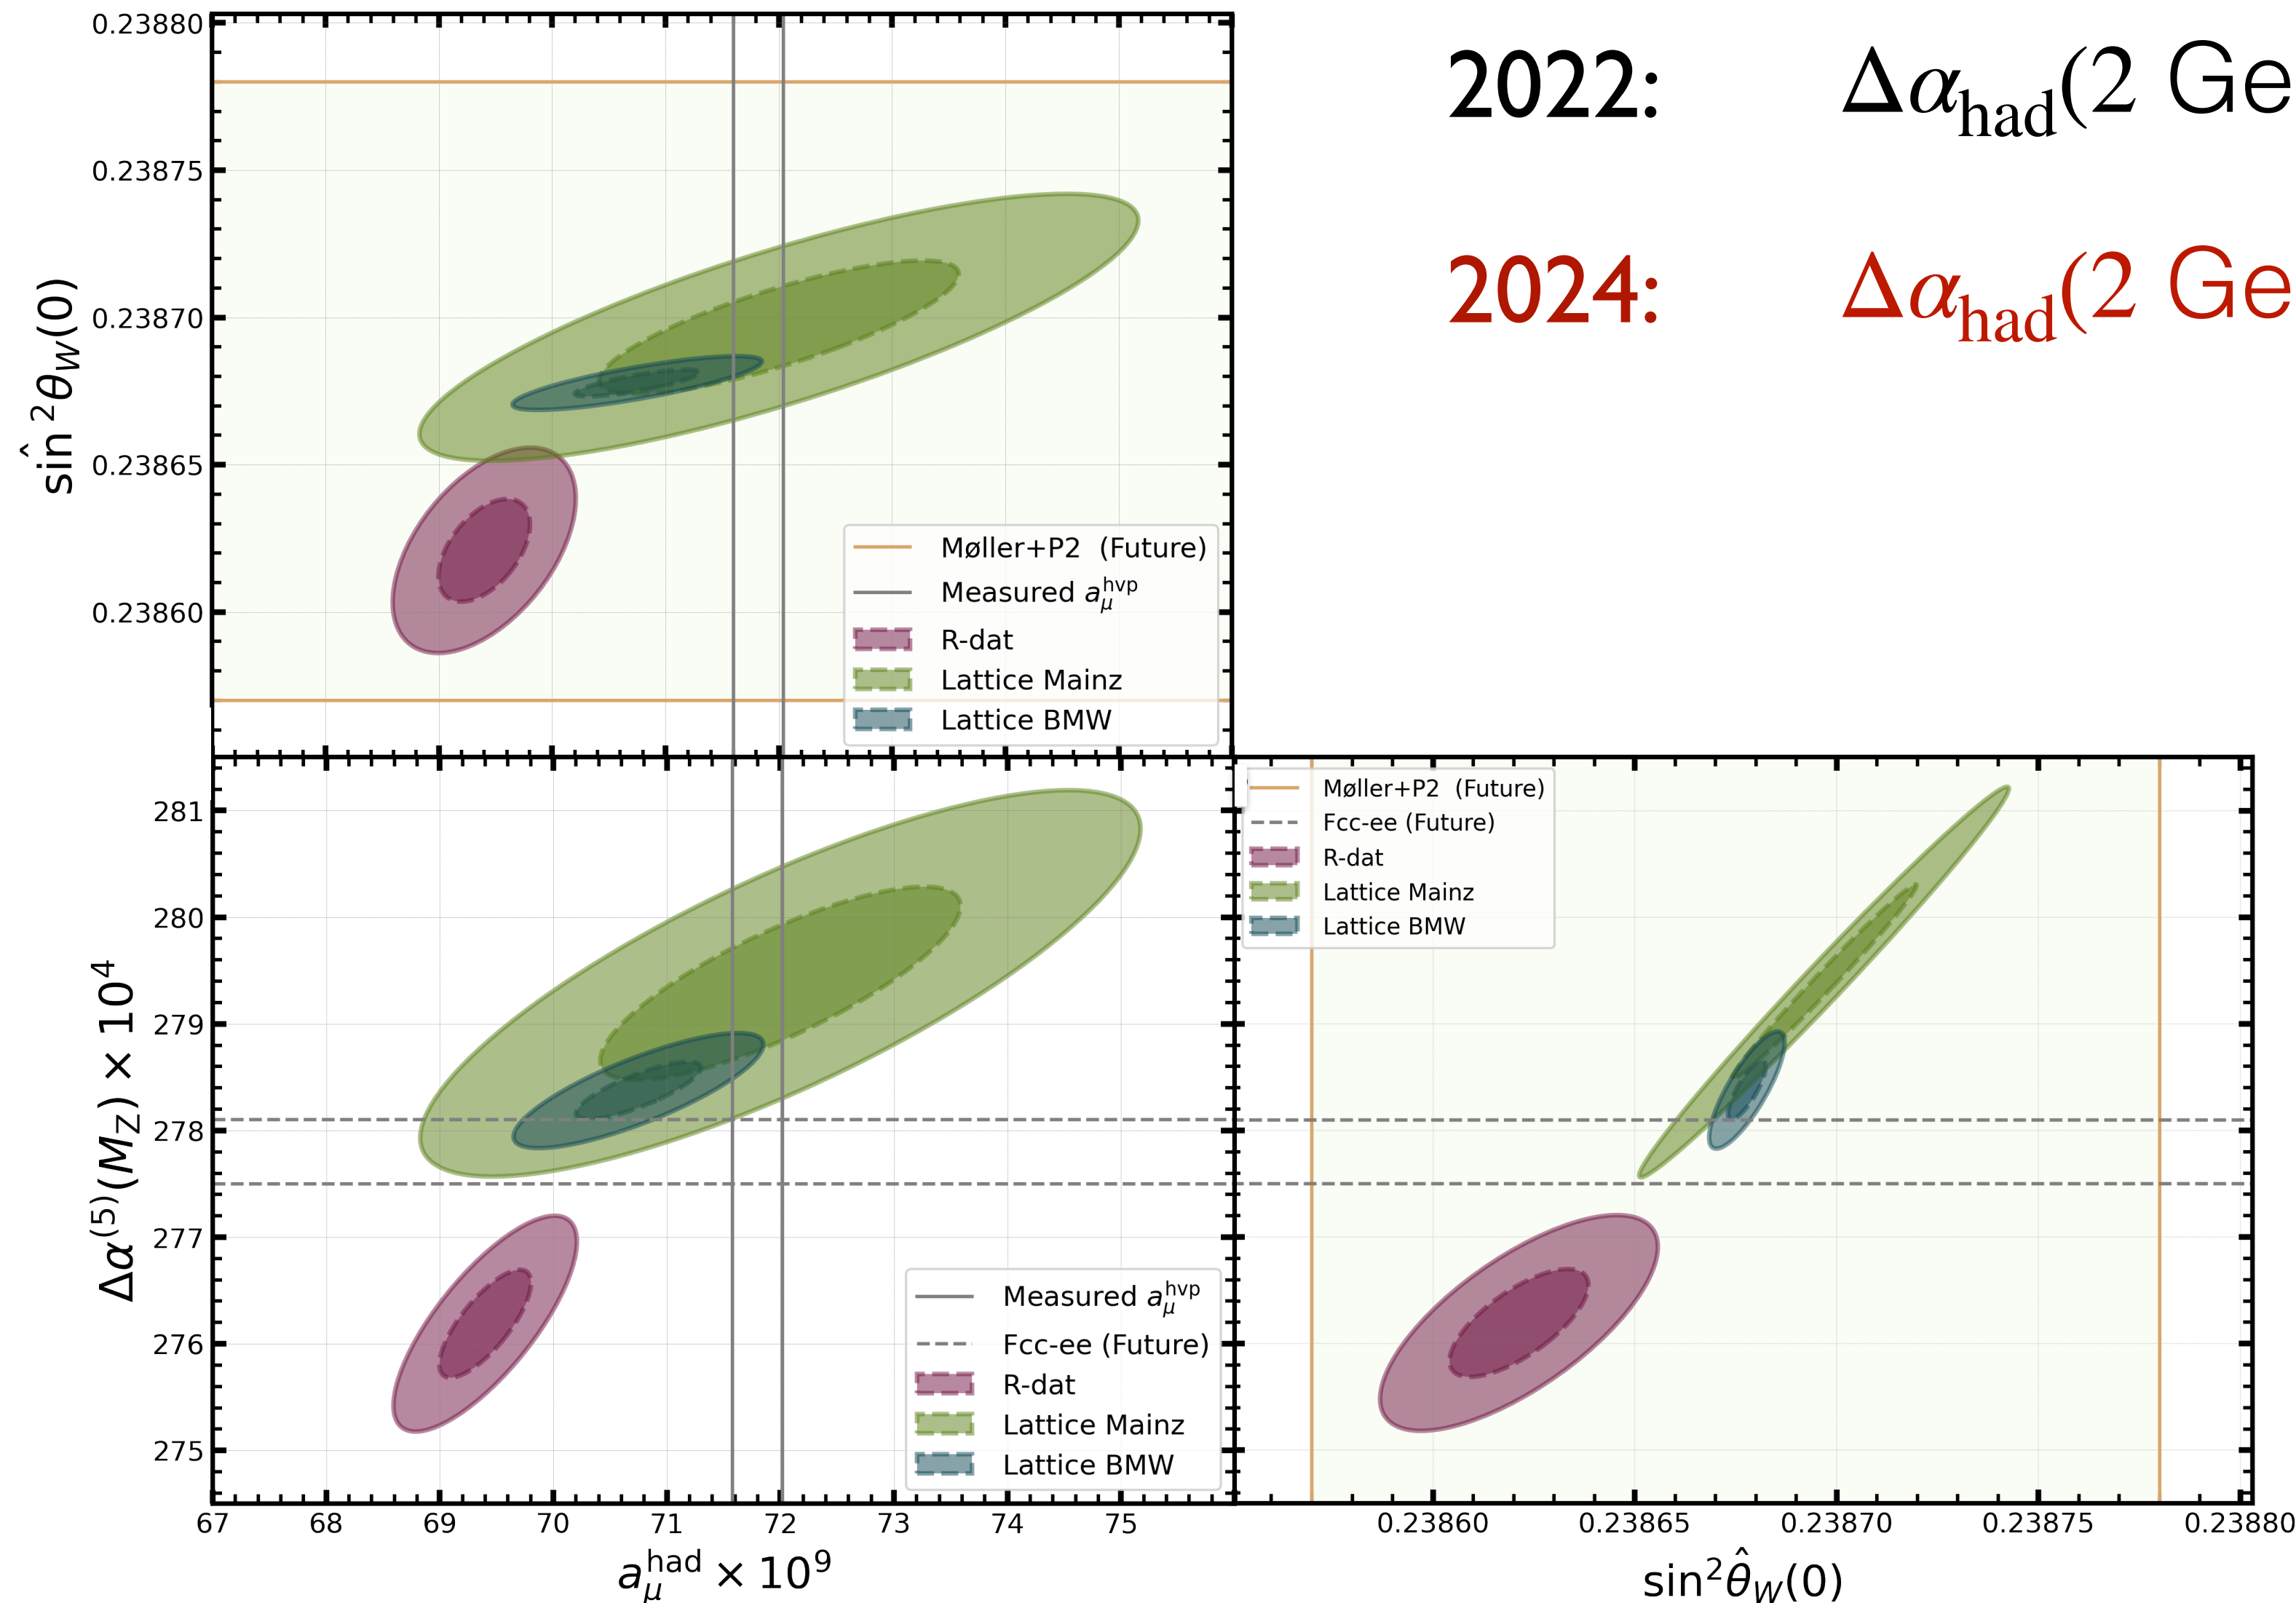 2022: Δα_had(2 Ge
2024: Δα_had(2 Ge
0.23880
0.23875
0.23870
0.23865
0.23860
sin̂ ²θ_W(0)
Møller+P2 (Future)
Measured a_μ^hvp
R-dat
Lattice Mainz
Lattice BMW
281
280
279
278
277
276
275
Δα^(5)(M_Z) × 10^4
Measured a_μ^hvp
Fcc-ee (Future)
R-dat
Lattice Mainz
Lattice BMW
67 68 69 70 71 72 73 74 75
a_μ^had × 10^9
Møller+P2 (Future)
Fcc-ee (Future)
R-dat
Lattice Mainz
Lattice BMW
0.23860 0.23865 0.23870 0.23875 0.23880
sin²θ̂_W(0)